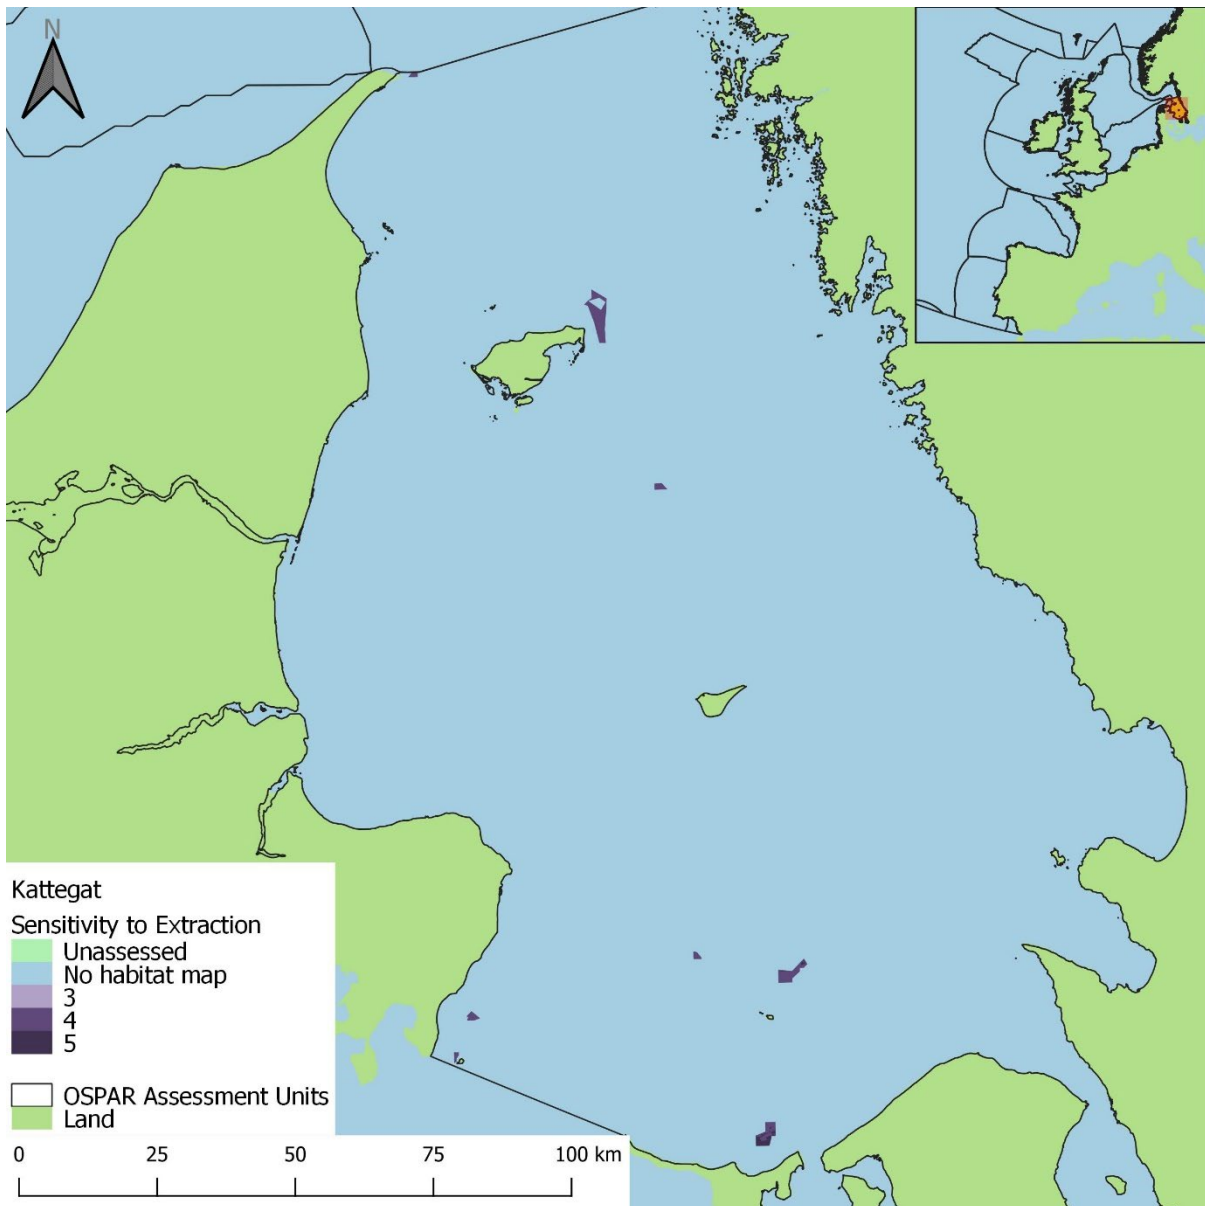 N
Kattegat
Sensitivity to Extraction
Unassessed
No habitat map
3
4
5
OSPAR Assessment Units
Land
0 25 50 75 100 km